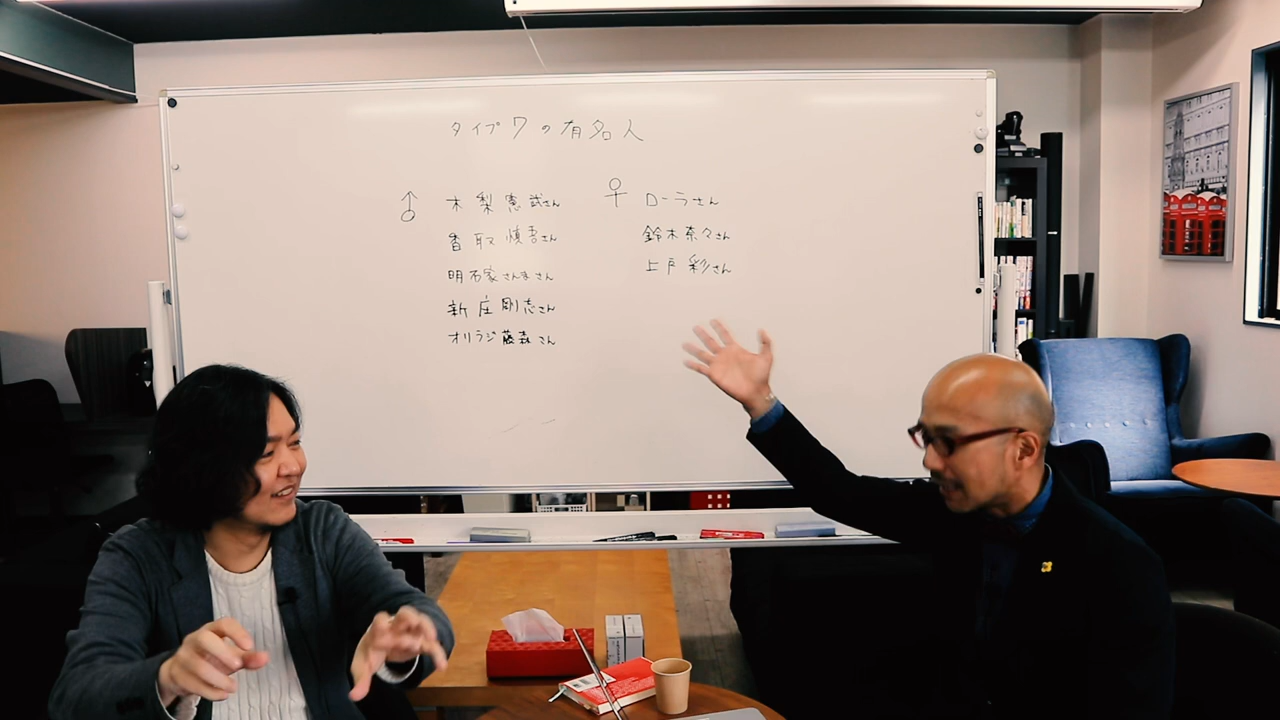 タイプ7の有名人
♂ 木梨憲武さん ♀ ローラさん
香取慎吾さん 鈴木奈々さん
明石家さんまさん 上戸彩さん
新庄剛志さん
オリラジ藤森さん